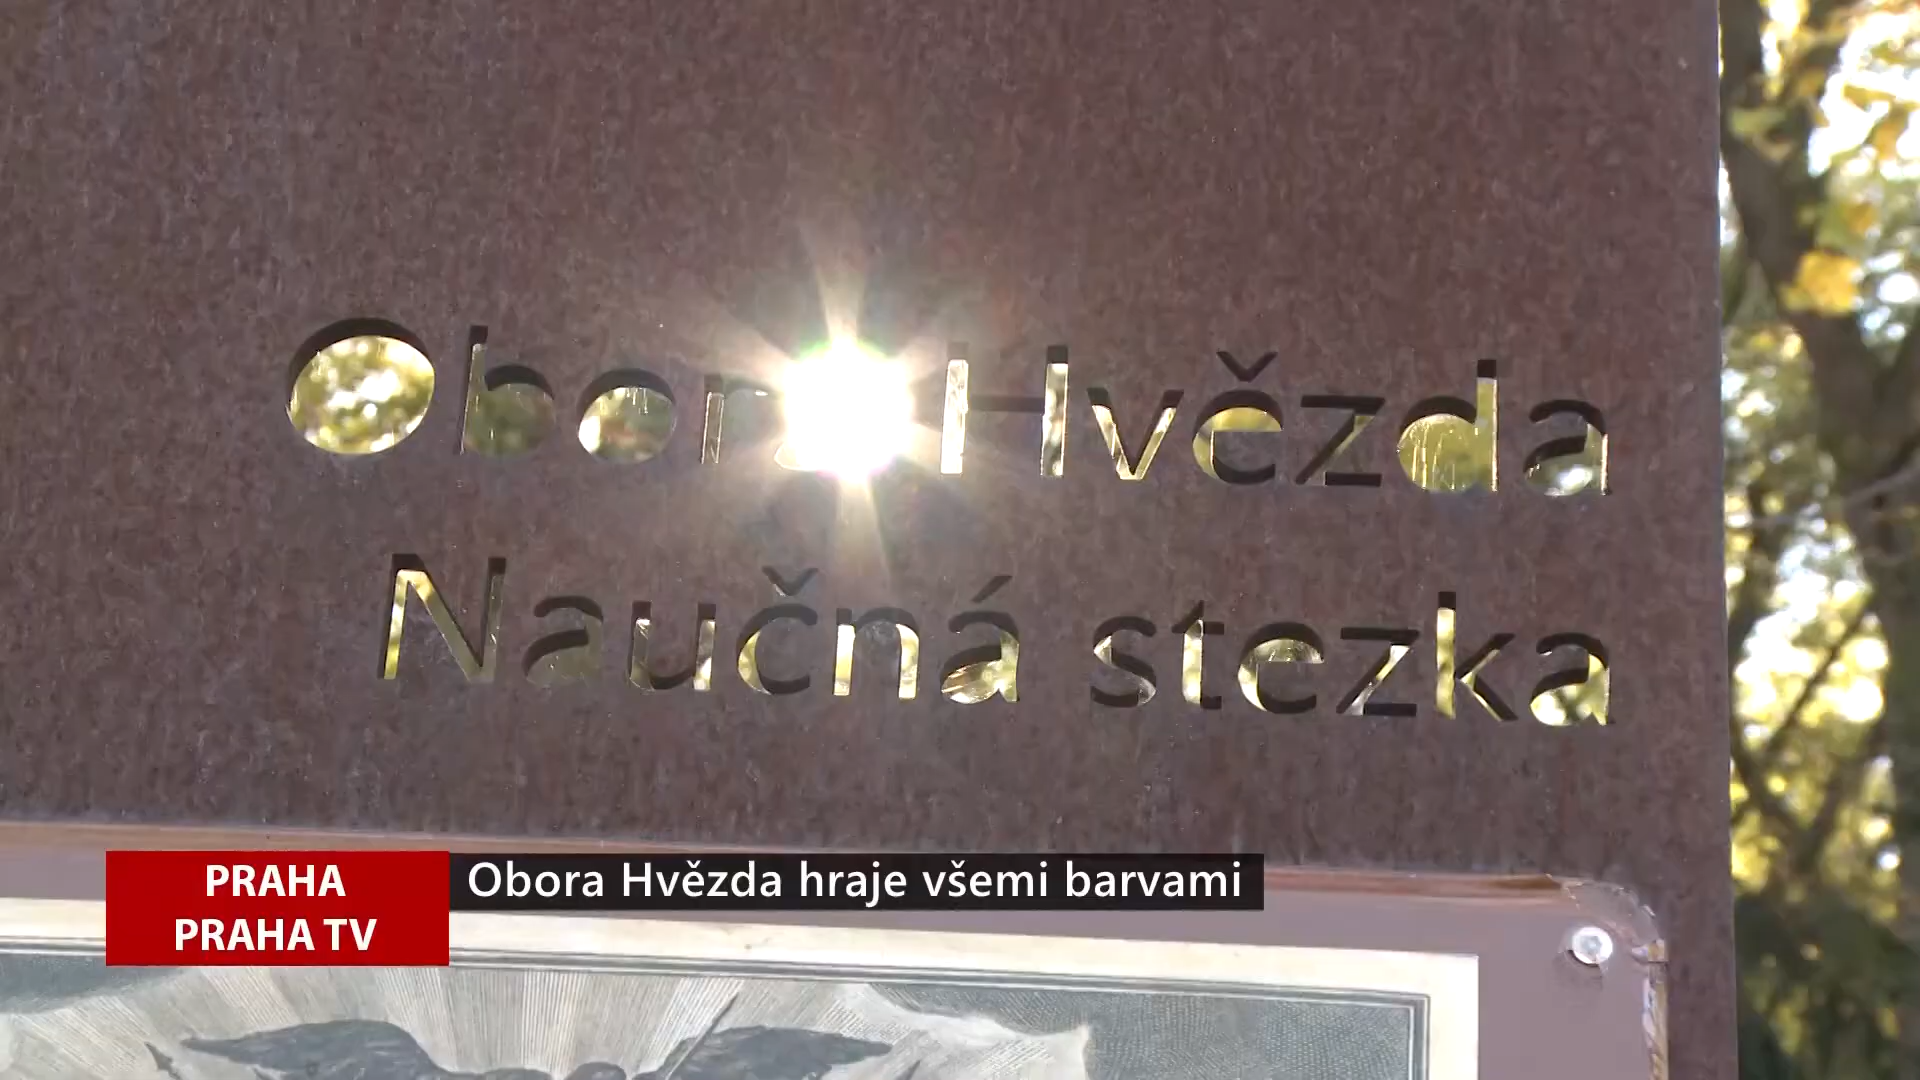 Obora Hvězda
Naučná stezka
PRAHA
PRAHA TV
Obora Hvězda hraje všemi barvami